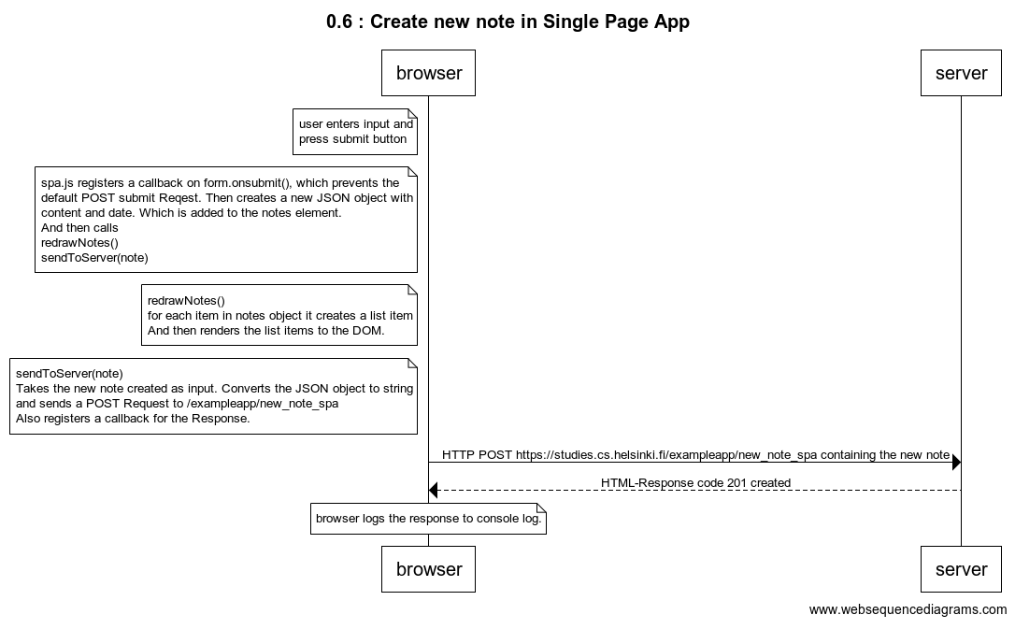 0.6 : Create new note in Single Page App
browser
server
user enters input and
press submit button
spa.js registers a callback on form.onsubmit(), which prevents the
default POST submit Reqest. Then creates a new JSON object with
content and date. Which is added to the notes element.
And then calls
redrawNotes()
sendToServer(note)
redrawNotes()
for each item in notes object it creates a list item
And then renders the list items to the DOM.
sendToServer(note)
Takes the new note created as input. Converts the JSON object to string
and sends a POST Request to /exampleapp/new_note_spa
Also registers a callback for the Response.
HTTP POST https://studies.cs.helsinki.fi/exampleapp/new_note_spa containing the new note
HTML-Response code 201 created
browser logs the response to console log.
browser
server
www.websequencediagrams.com